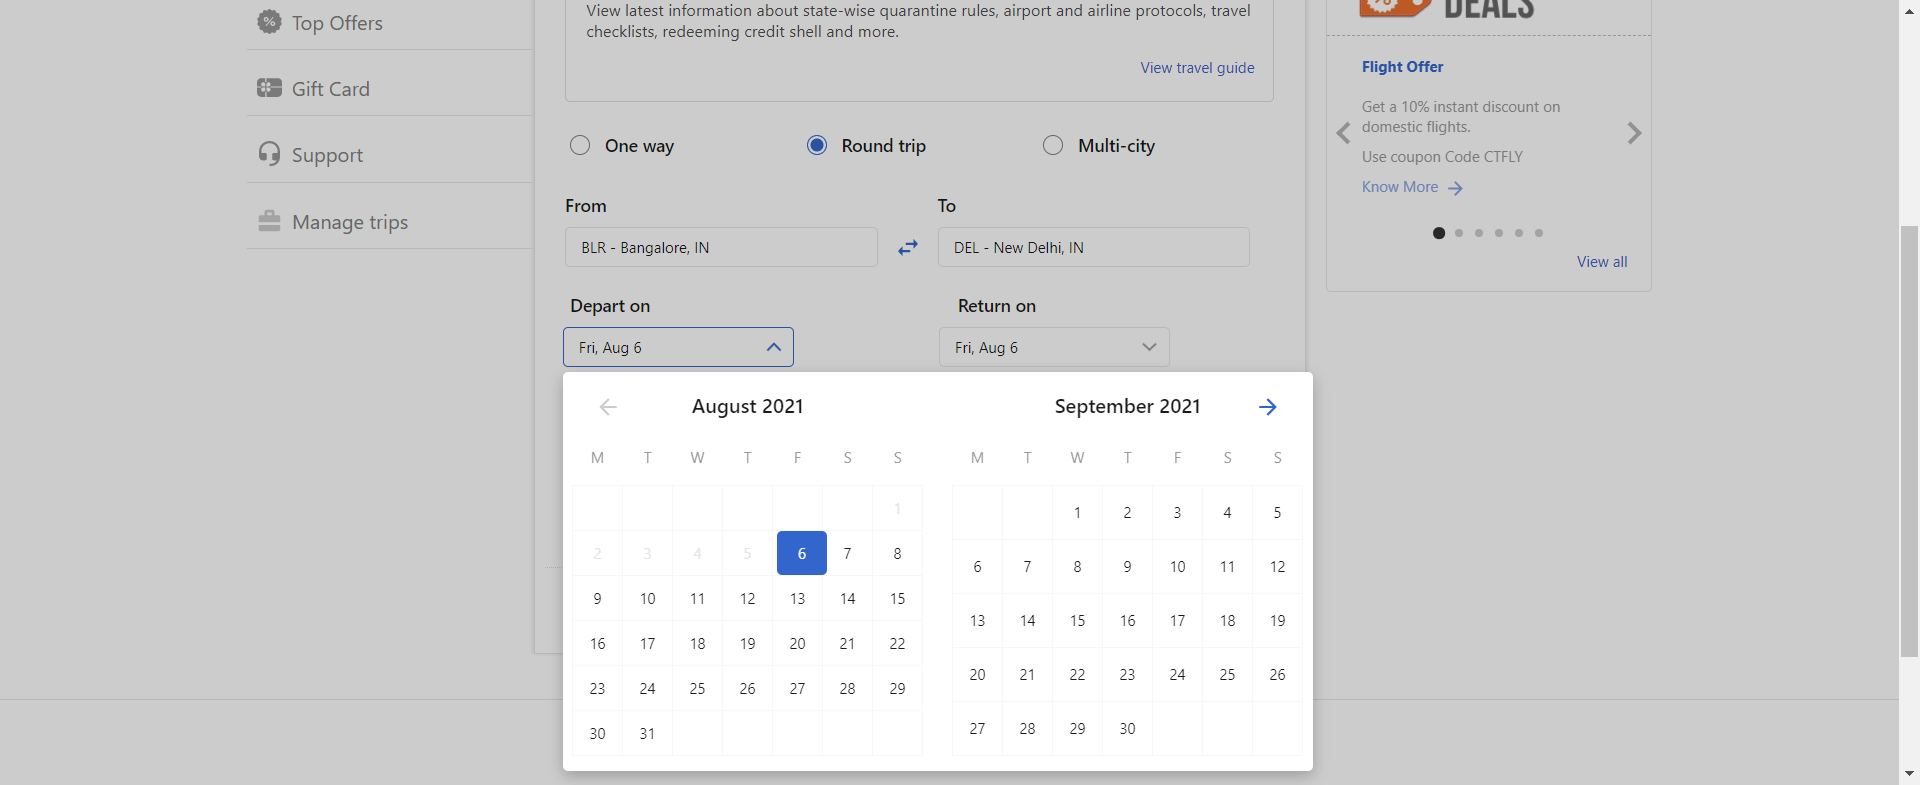 Top Offers
Gift Card
Support
Manage trips
View latest information about state-wise quarantine rules, airport and airline protocols, travel
checklists, redeeming credit shell and more.
View travel guide
One way
Round trip
Multi-city
From
To
BLR - Bangalore, IN
DEL - New Delhi, IN
Depart on
Return on
Fri, Aug 6
Fri, Aug 6
August 2021
M T W T F S S
1
2 3 4 5 6 7 8
9 10 11 12 13 14 15
16 17 18 19 20 21 22
23 24 25 26 27 28 29
30 31
September 2021
M T W T F S S
1 2 3 4 5
6 7 8 9 10 11 12
13 14 15 16 17 18 19
20 21 22 23 24 25 26
27 28 29 30
DEALS
Flight Offer
Get a 10% instant discount on
domestic flights.
Use coupon Code CTFLY
Know More
View all